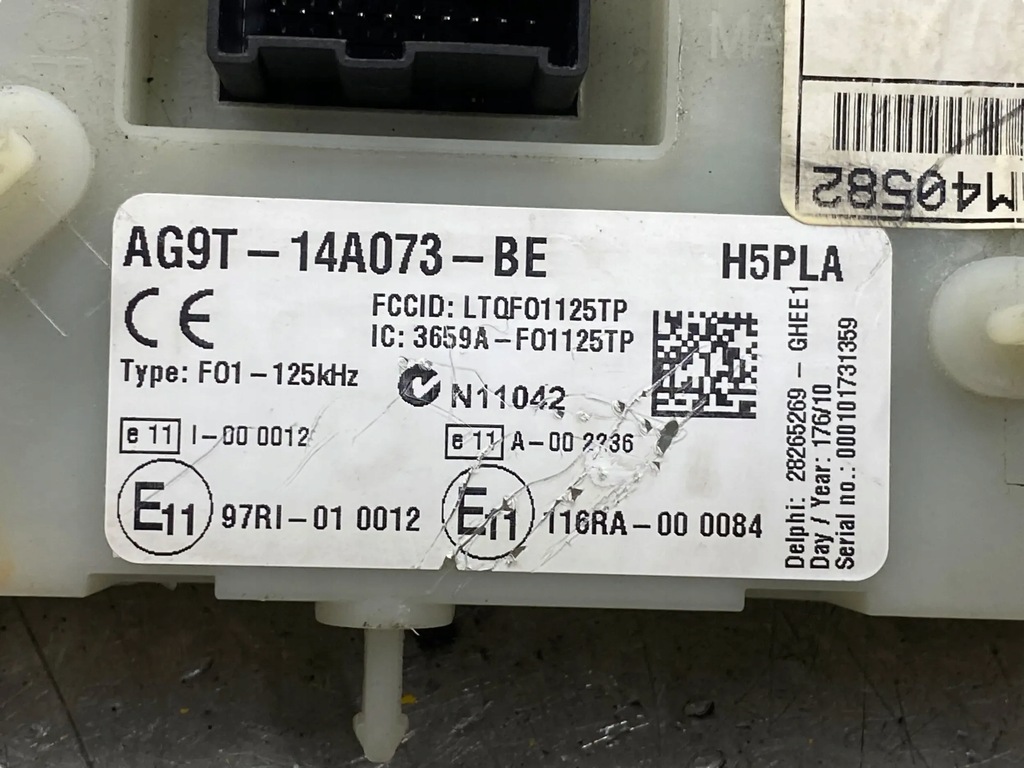 M40582
AG9T-14A073-BE
H5PLA
CE
FCCID: LTQF01125TP
IC: 3659A-F01125TP
Type: F01-125kHz
N11042
e 11 I-00 0012
e 11 A-00 2236
E11 97RI-01 0012
E11 116RA-00 0084
Delphi: 28265269-GHEE1
Day / Year: 176/10
Serial no.: 000101731359